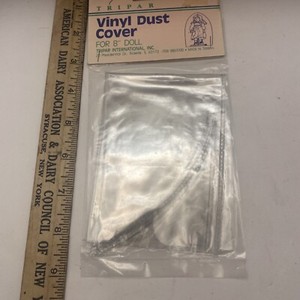 TRIPAR
Vinyl Dust
Cover
FOR 8" DOLL
TRIPAR INTERNATIONAL, INC.
AMERICAN DAIRY ASSOCIATION & DAIRY COUNCIL OF NEW
SYRACUSE, NEW YORK